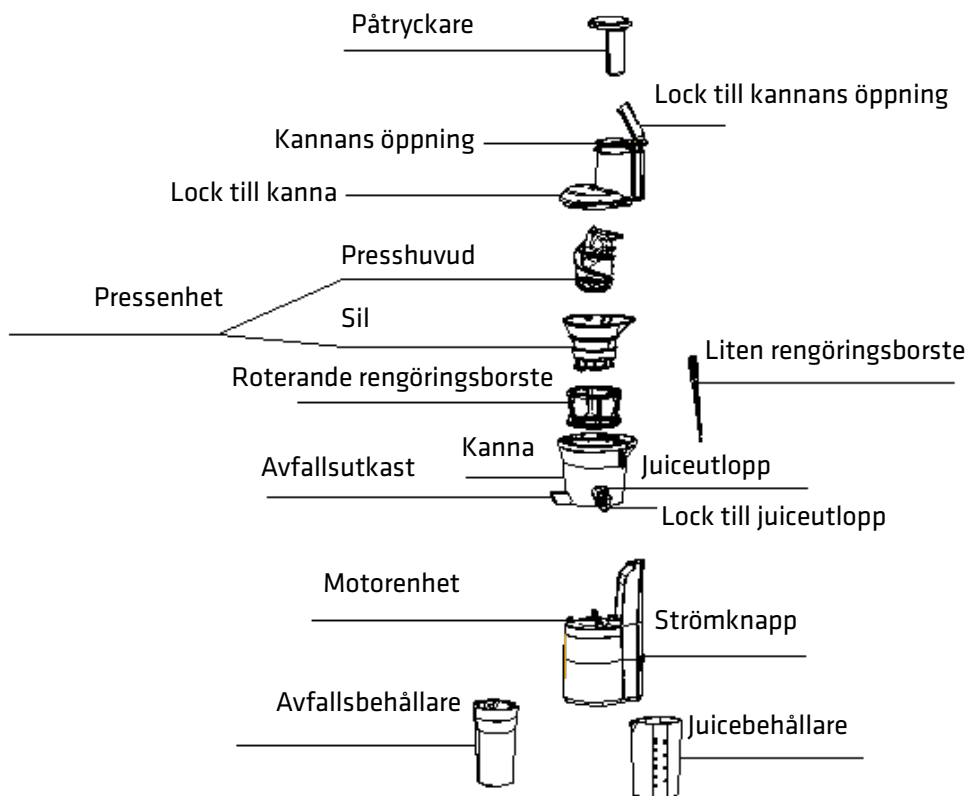 Påtryckare
Lock till kannans öppning
Kannans öppning
Lock till kanna
Presshuvud
Pressenhet
Sil
Liten rengöringsborste
Roterande rengöringsborste
Kanna
Avfallsutkast
Juiceutlopp
Lock till juiceutlopp
Motorenhet
Strömknapp
Avfallsbehållare
Juicebehållare